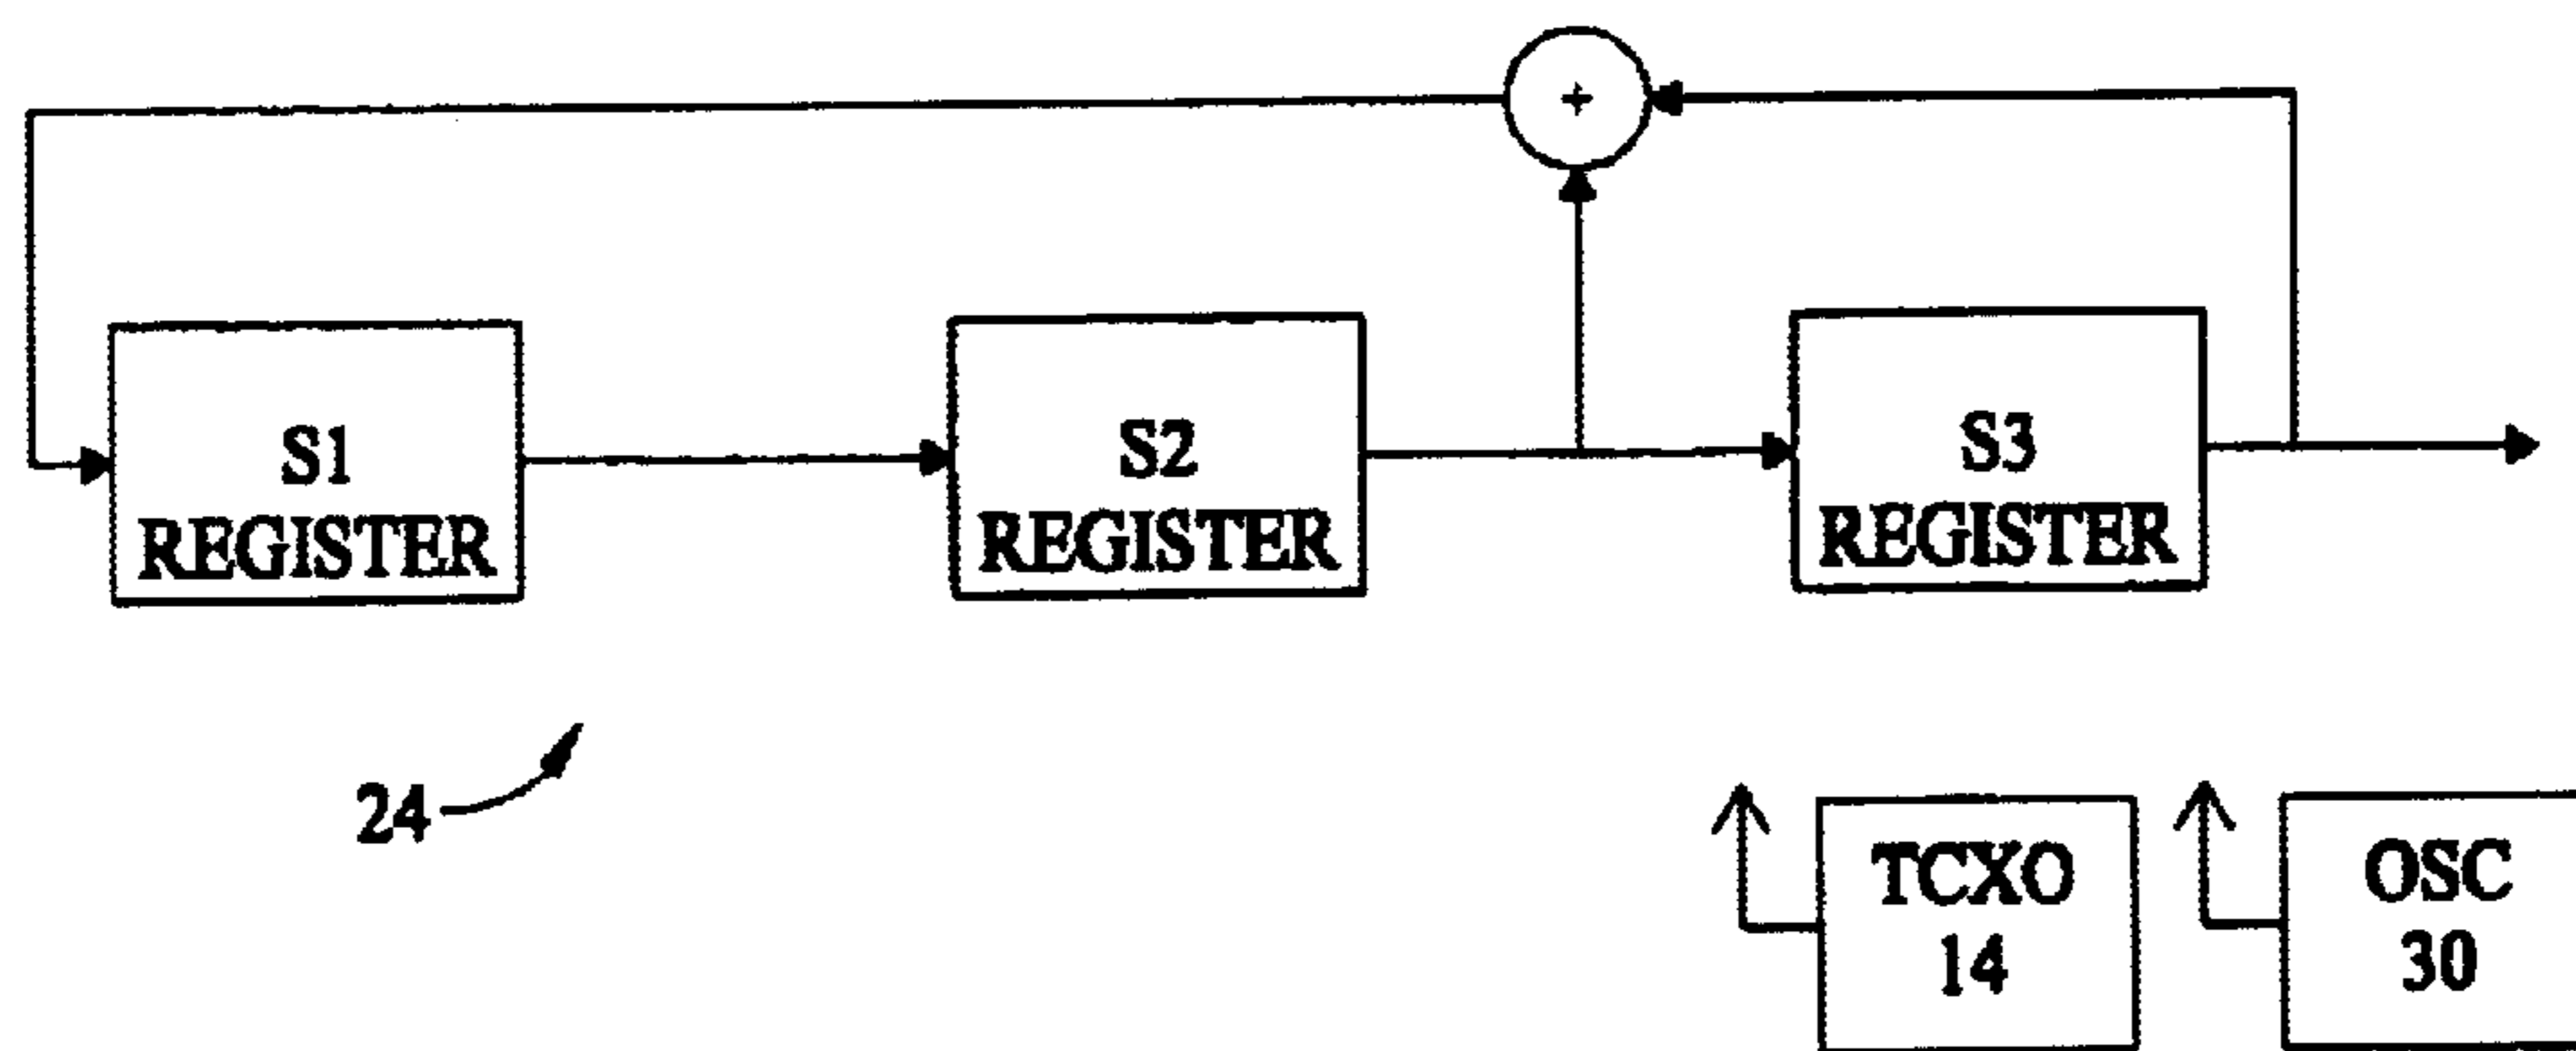 +
S1
REGISTER
S2
REGISTER
S3
REGISTER
24
TCXO
14
OSC
30